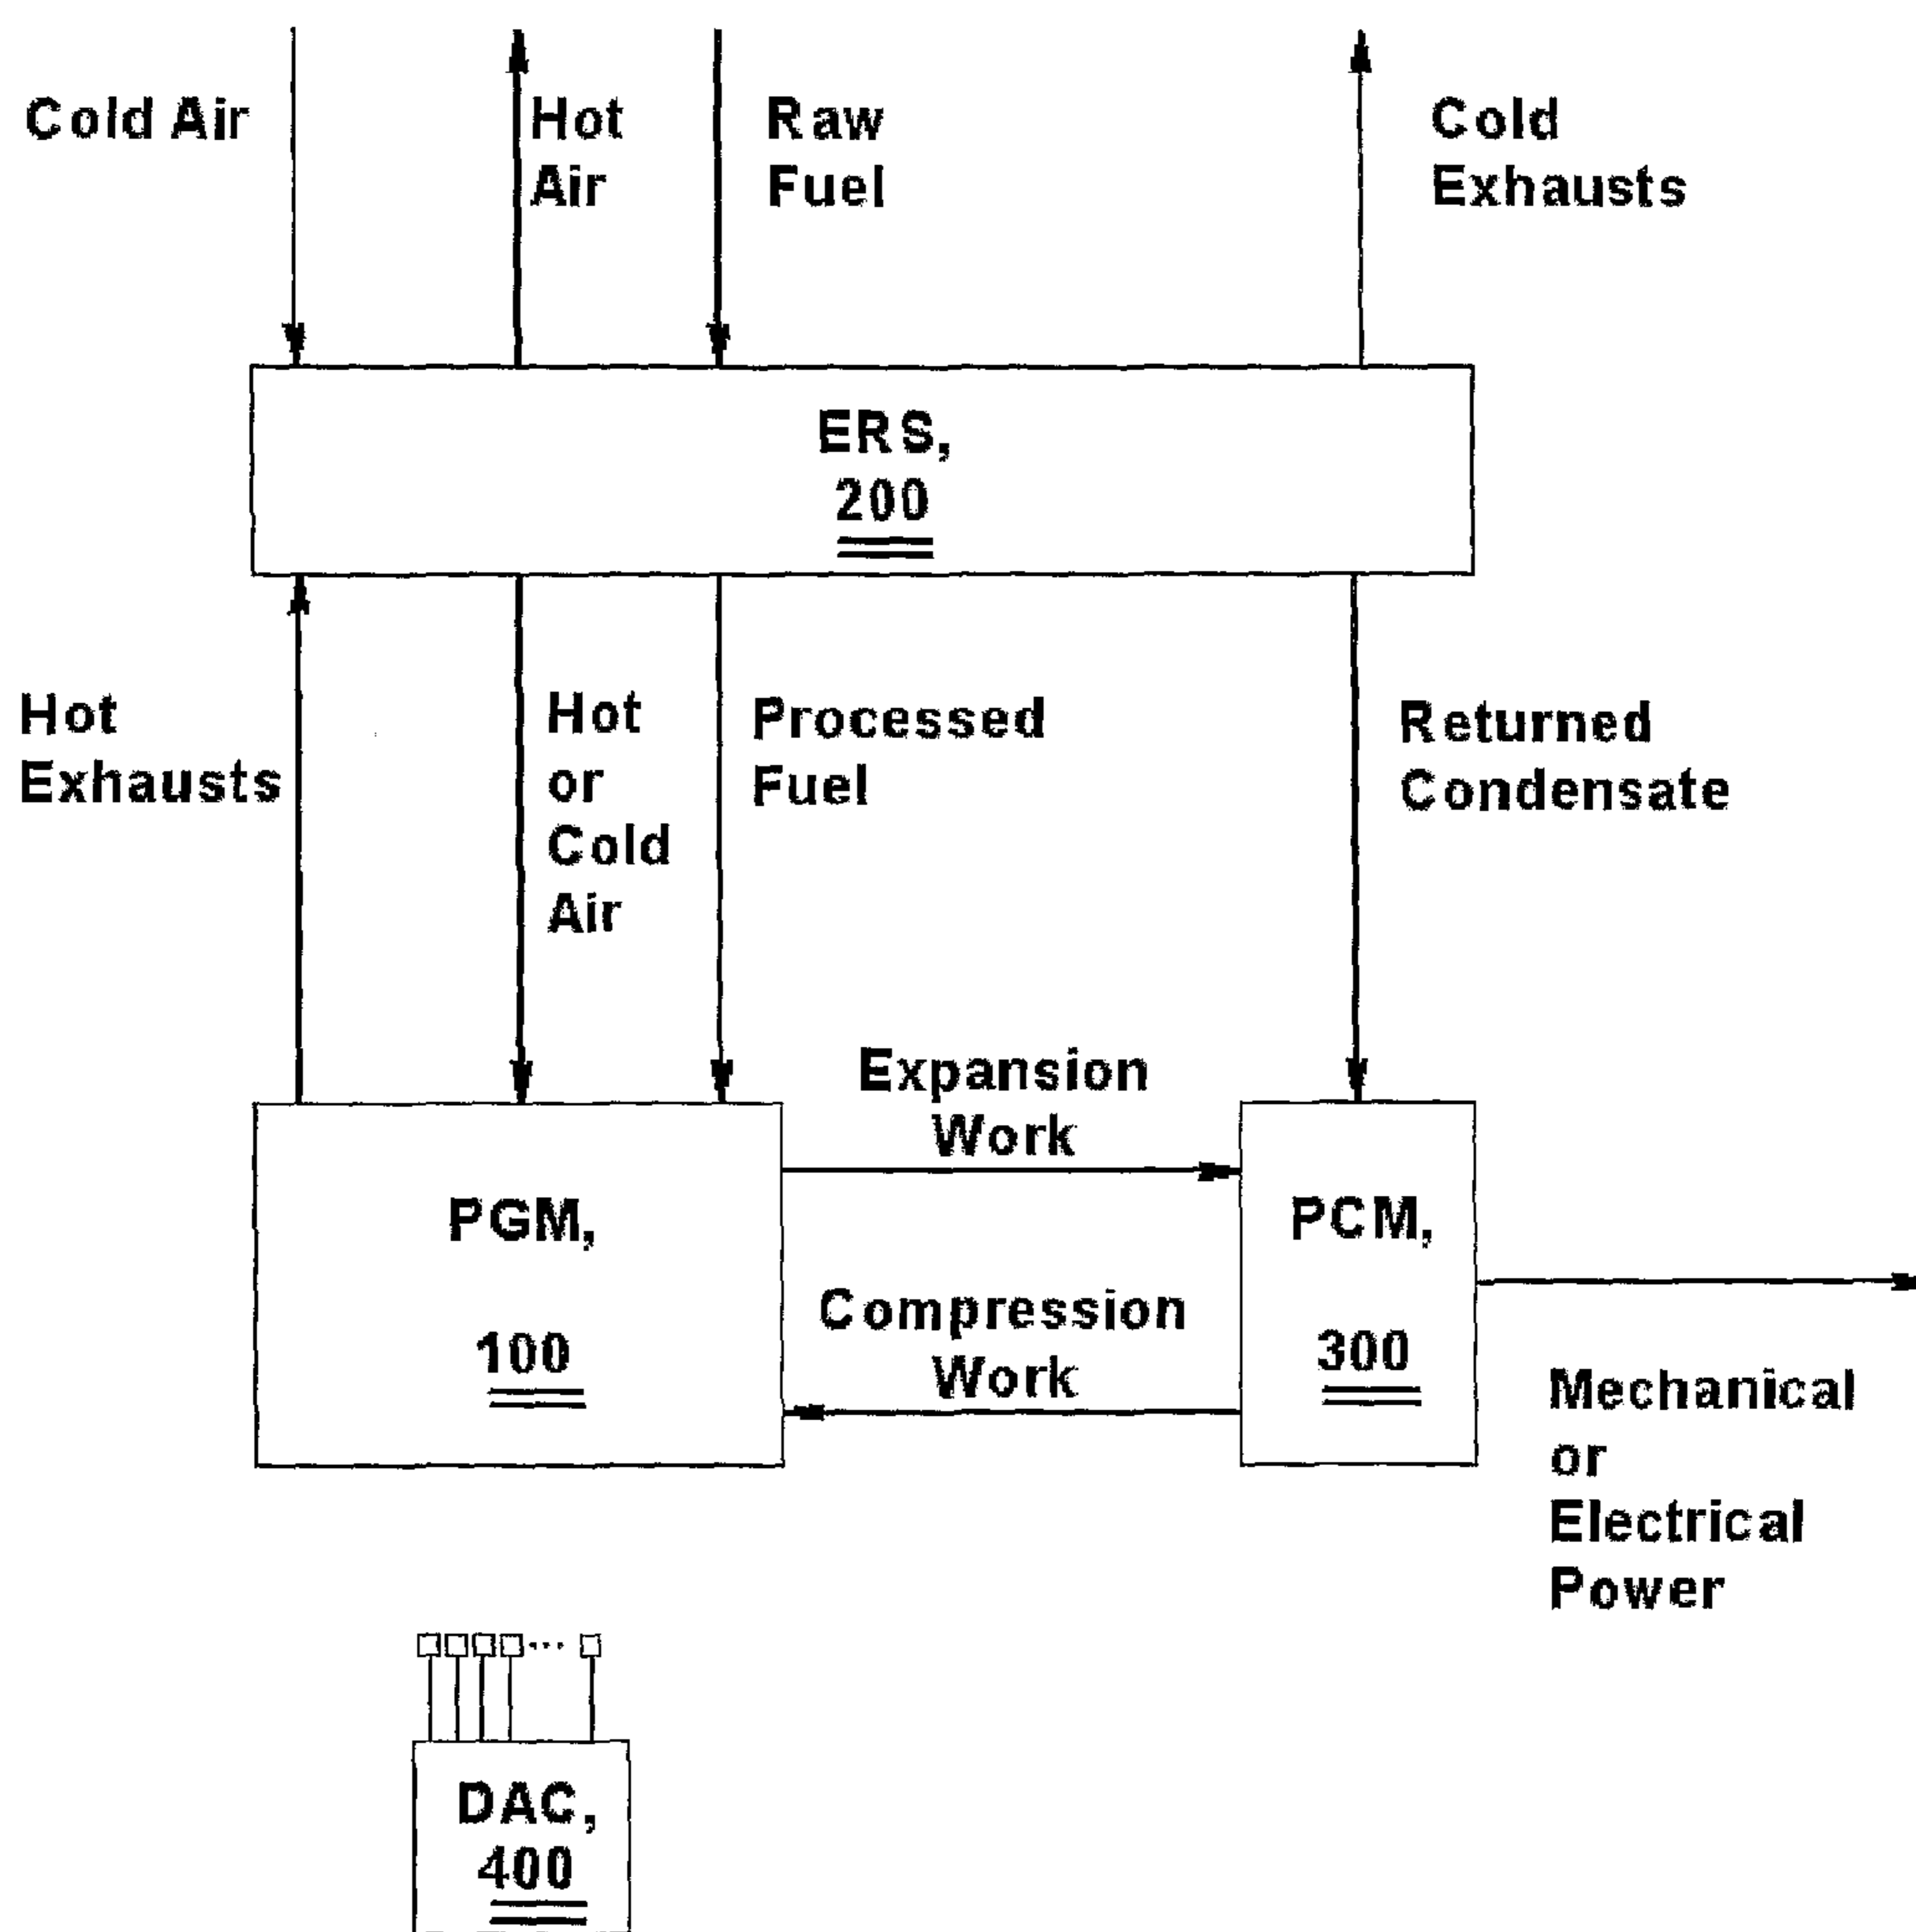 Cold Air
Hot
Air
Raw
Fuel
Cold
Exhausts
ERS,
200
Hot
Exhausts
Hot
or
Cold
Air
Processed
Fuel
Returned
Condensate
Expansion
Work
PGM,
100
PCM,
300
Compression
Work
Mechanical
or
Electrical
Power
...
DAC,
400